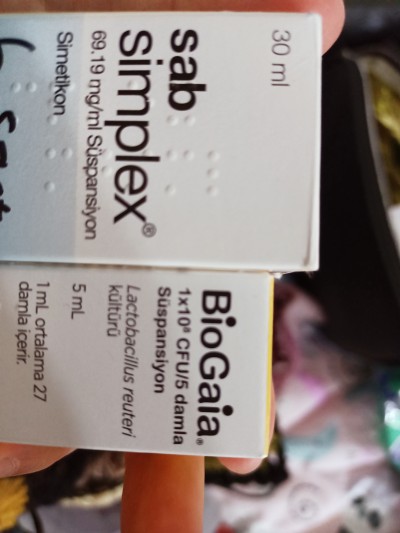 30 ml
sab
simplex®
69.19 mg/ml Süspansiyon
Simetikon
BioGaia®
1x10⁸ CFU/5 damla
Süspansiyon
Lactobacillus reuteri
kültürü
5 mL
1 mL ortalama 27
damla içerir.